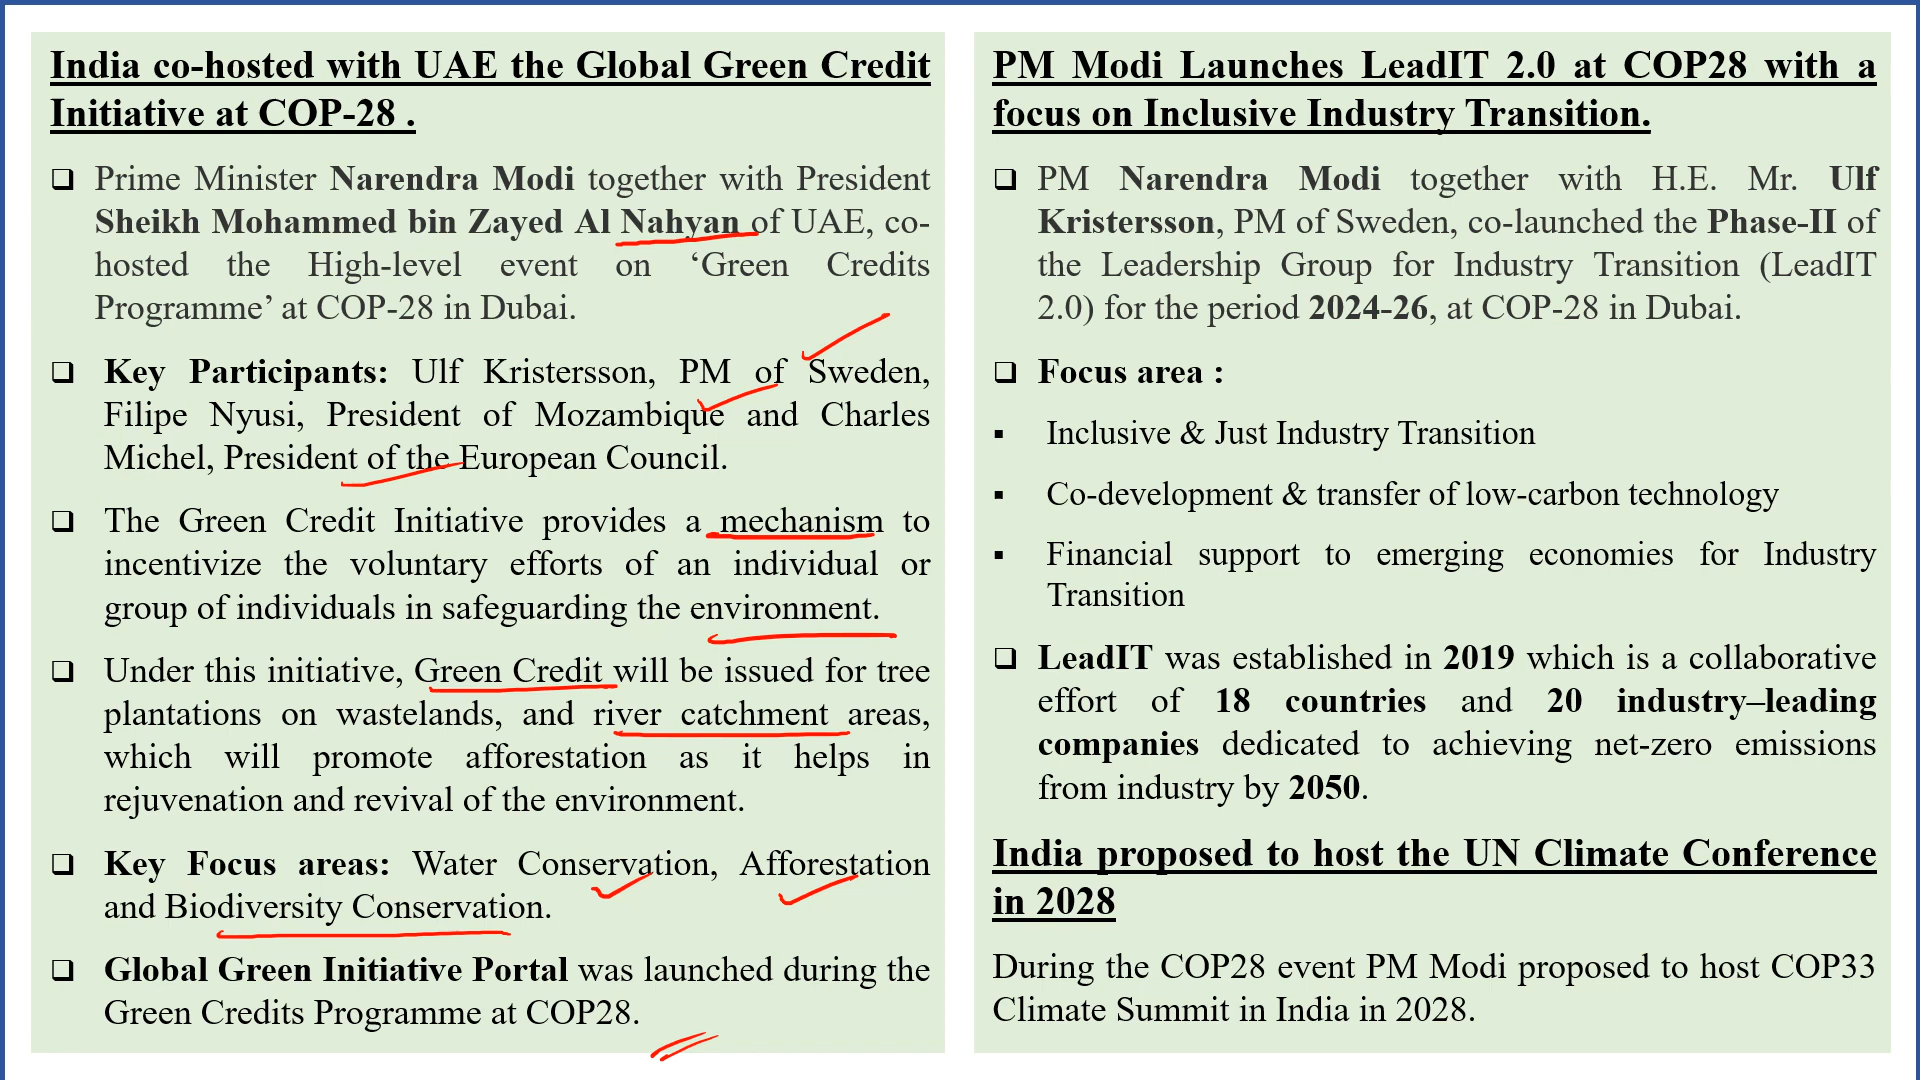 India co-hosted with UAE the Global Green Credit
Initiative at COP-28 .
❑ Prime Minister Narendra Modi together with President
Sheikh Mohammed bin Zayed Al Nahyan of UAE, co-
hosted the High-level event on ‘Green Credits
Programme’ at COP-28 in Dubai.
❑ Key Participants: Ulf Kristersson, PM of Sweden,
Filipe Nyusi, President of Mozambique and Charles
Michel, President of the European Council.
❑ The Green Credit Initiative provides a mechanism to
incentivize the voluntary efforts of an individual or
group of individuals in safeguarding the environment.
❑ Under this initiative, Green Credit will be issued for tree
plantations on wastelands, and river catchment areas,
which will promote afforestation as it helps in
rejuvenation and revival of the environment.
❑ Key Focus areas: Water Conservation, Afforestation
and Biodiversity Conservation.
❑ Global Green Initiative Portal was launched during the
Green Credits Programme at COP28.
PM Modi Launches LeadIT 2.0 at COP28 with a
focus on Inclusive Industry Transition.
❑ PM Narendra Modi together with H.E. Mr. Ulf
Kristersson, PM of Sweden, co-launched the Phase-II of
the Leadership Group for Industry Transition (LeadIT
2.0) for the period 2024-26, at COP-28 in Dubai.
❑ Focus area :
▪ Inclusive & Just Industry Transition
▪ Co-development & transfer of low-carbon technology
▪ Financial support to emerging economies for Industry
Transition
❑ LeadIT was established in 2019 which is a collaborative
effort of 18 countries and 20 industry–leading
companies dedicated to achieving net-zero emissions
from industry by 2050.
India proposed to host the UN Climate Conference
in 2028
During the COP28 event PM Modi proposed to host COP33
Climate Summit in India in 2028.